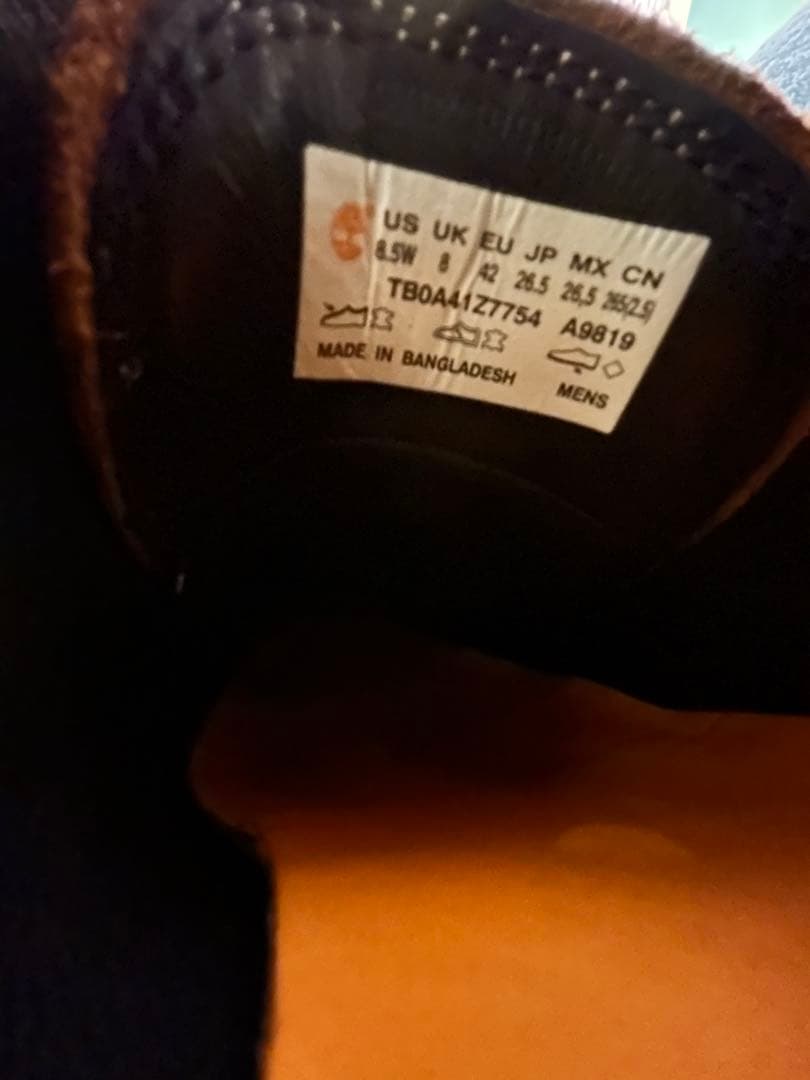 US UK EU JP MX CN
8.5W 8 42 26.5 26,5 265(2.5)
TB0A41Z7754 A9819
MADE IN BANGLADESH MENS